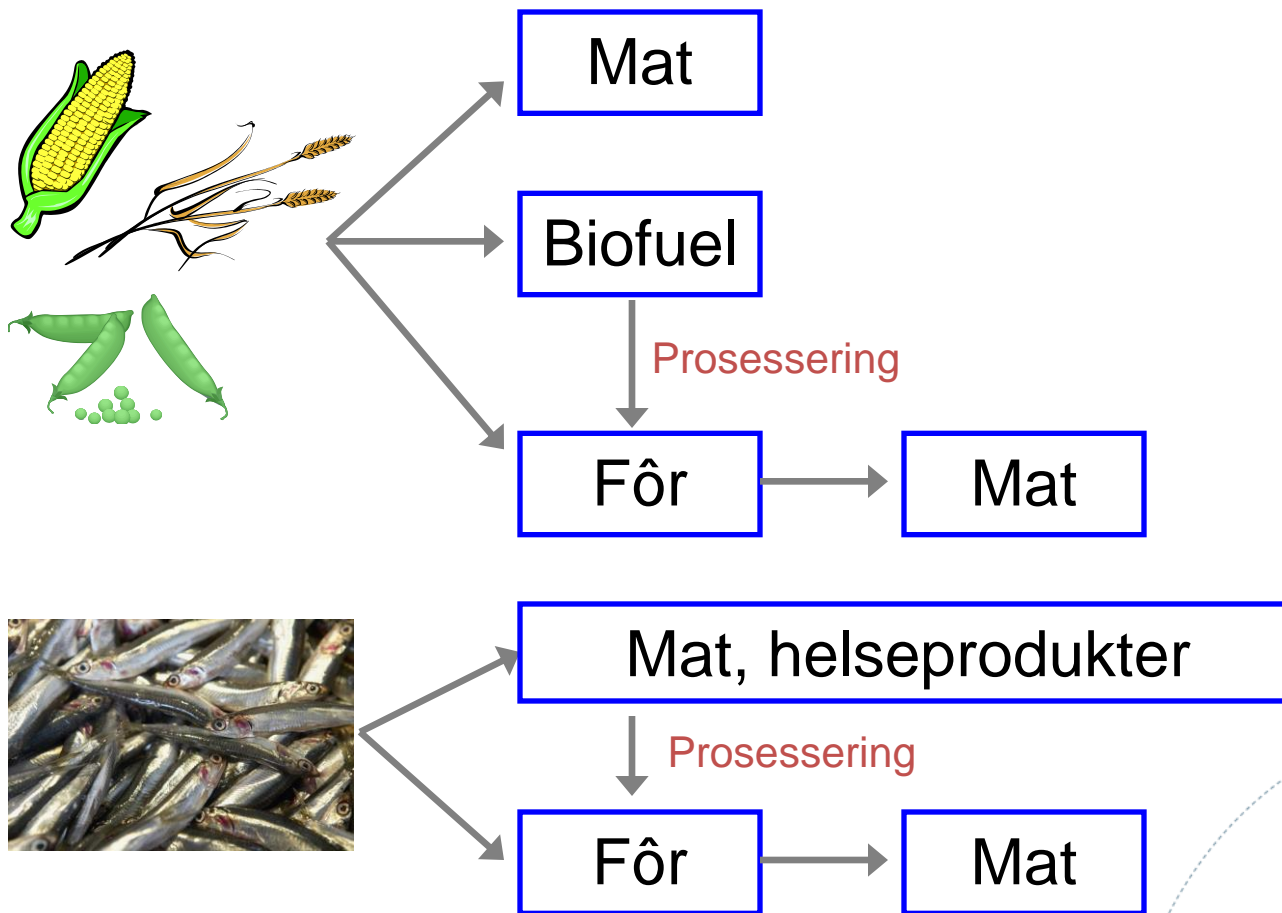 Mat
Biofuel
Prosessering
Fôr
Mat
Mat, helseprodukter
Prosessering
Fôr
Mat